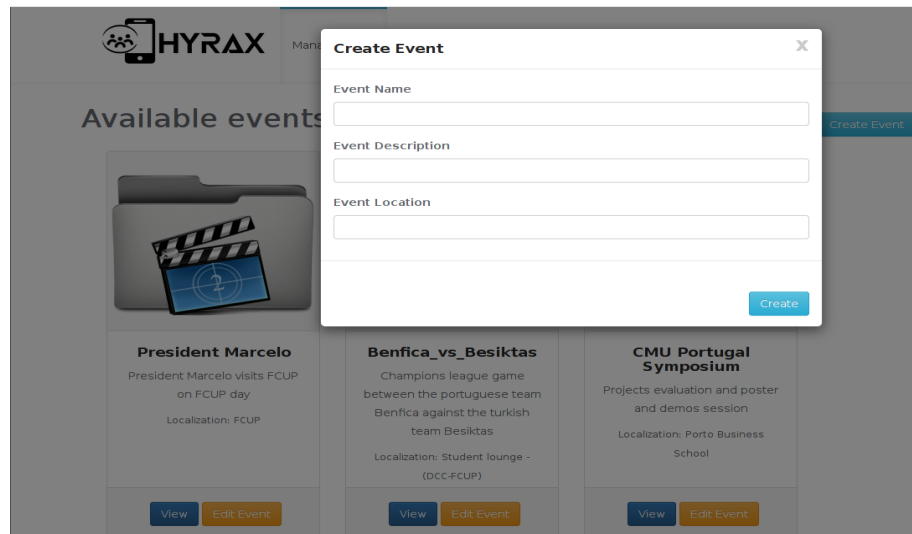 HYRAX
Mana
Create Event
X
Event Name
Event Description
Event Location
Create
Available events
Create Event
2
President Marcelo
President Marcelo visits FCUP
on FCUP day
Localization: FCUP
View
Edit Event
Benfica_vs_Besiktas
Champions league game
between the portuguese team
Benfica against the turkish
team Besiktas
Localization: Student lounge -
(DCC-FCUP)
View
Edit Event
CMU Portugal
Symposium
Projects evaluation and poster
and demos session
Localization: Porto Business
School
View
Edit Event